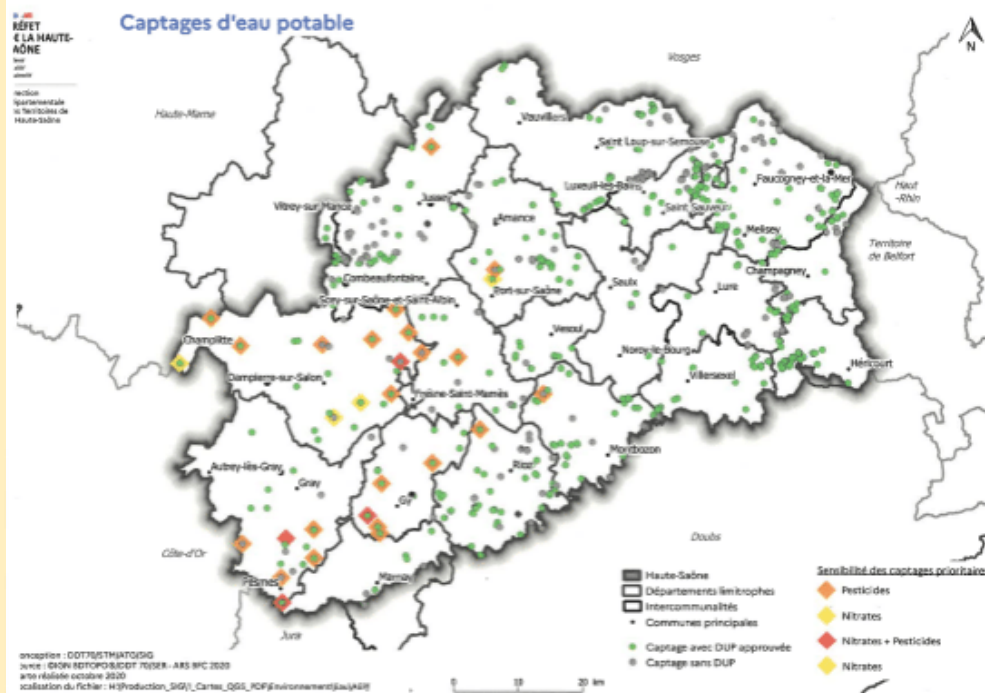 Captages d'eau potable
RÉFET
E LA HAUTE-
AÔNE
rection
épartementale
s Territoires de
Haute-Saône
N
Vosges
Haute-Marne
Vauvillers
Saint Loup-sur-Semouse
Luxeuil-les-Bains
Faucogney-et-la-Mer
Haut
-Rhin
Vitrey-sur Mance
Jussey
Saint Sauveur
Amance
Melisey
Territoire
de Belfort
Combeaufontaine
Champagney
Port-sur-Saône
Saulx
Lure
Scey-sur-Saône-et-Saint-Albin
Champlitte
Vesoul
Noroy-le-Bourg
Héricourt
Dampierre-sur-Salon
Villersexel
Fresne-Saint-Mamès
Montbozon
Autrey-lès-Gray
Rioz
Gray
Gy
Côte-d'Or
Doubs
Pesmes
Marnay
Jura
Haute-Saône
Départements limitrophes
Intercommunalités
Communes principales
Captage avec DUP approuvée
Captage sans DUP
Sensibilité des captages prioritaire
Pesticides
Nitrates
Nitrates + Pesticides
Nitrates
onception : DDT70/STM/ATG/SIG
ource : ©IGN BDTOPO®/DDT 70/SER - ARS BFC 2020
arte réalisée octobre 2020
ocalisation du fichier : H:\Production_SIG\1_Cartes_QGS_PDF\Environnement\Eau\AEP\
0 10 20 km